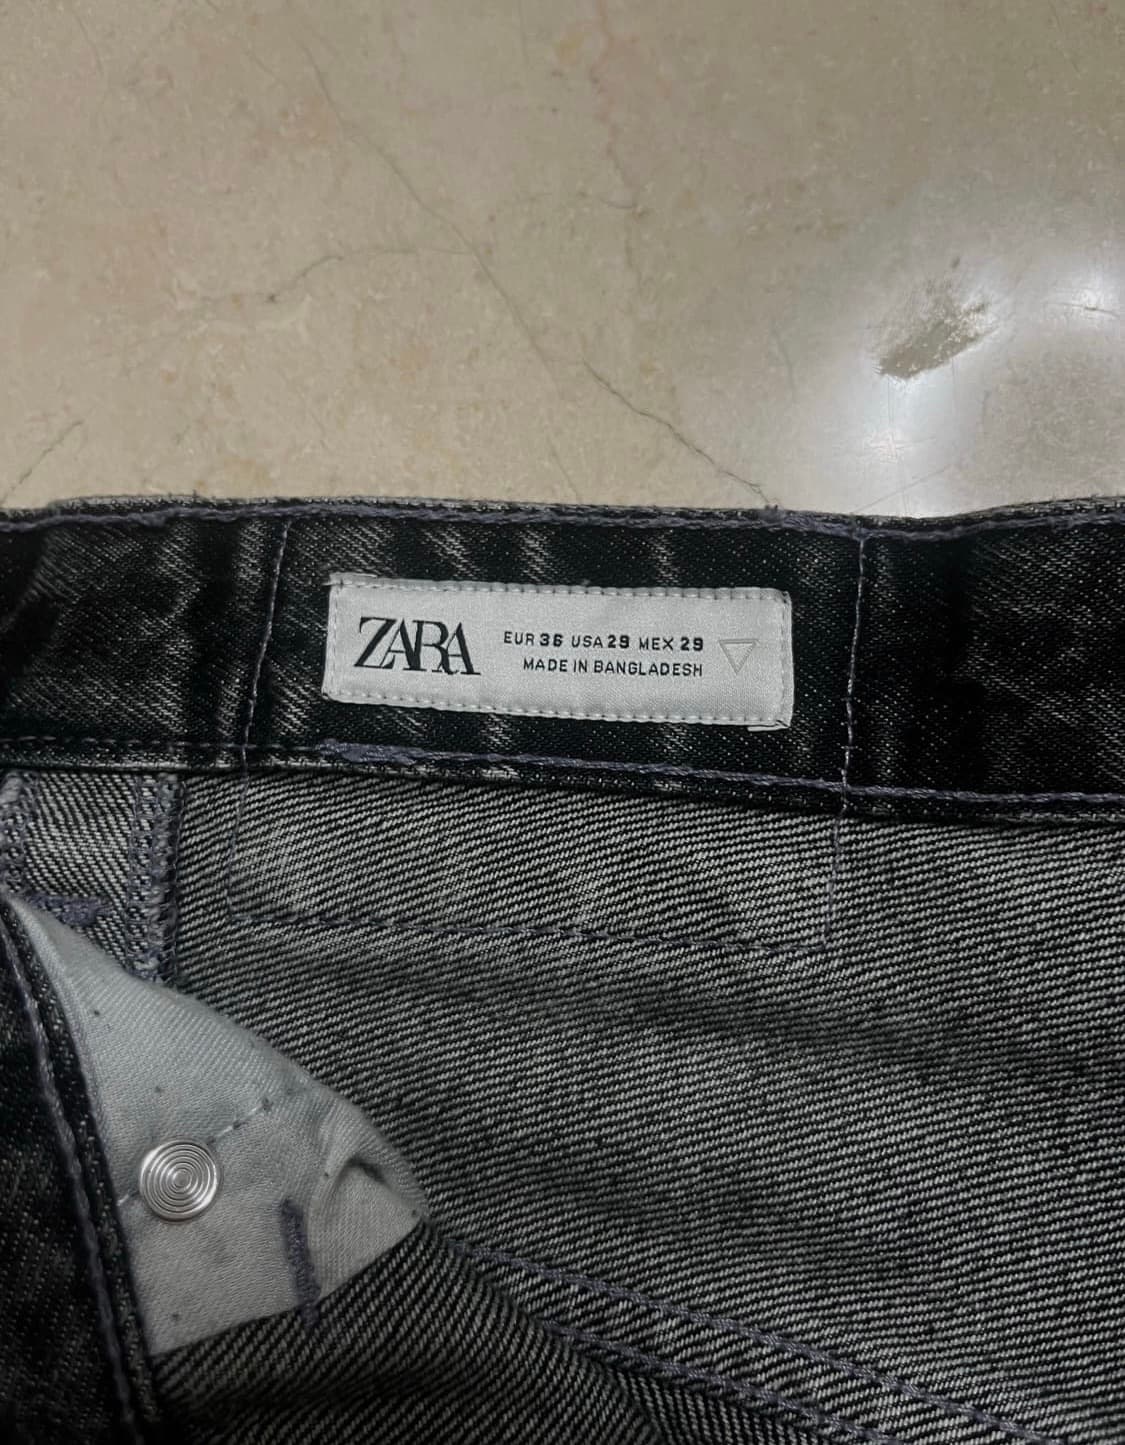 ZARA
EUR 36 USA 29 MEX 29
MADE IN BANGLADESH